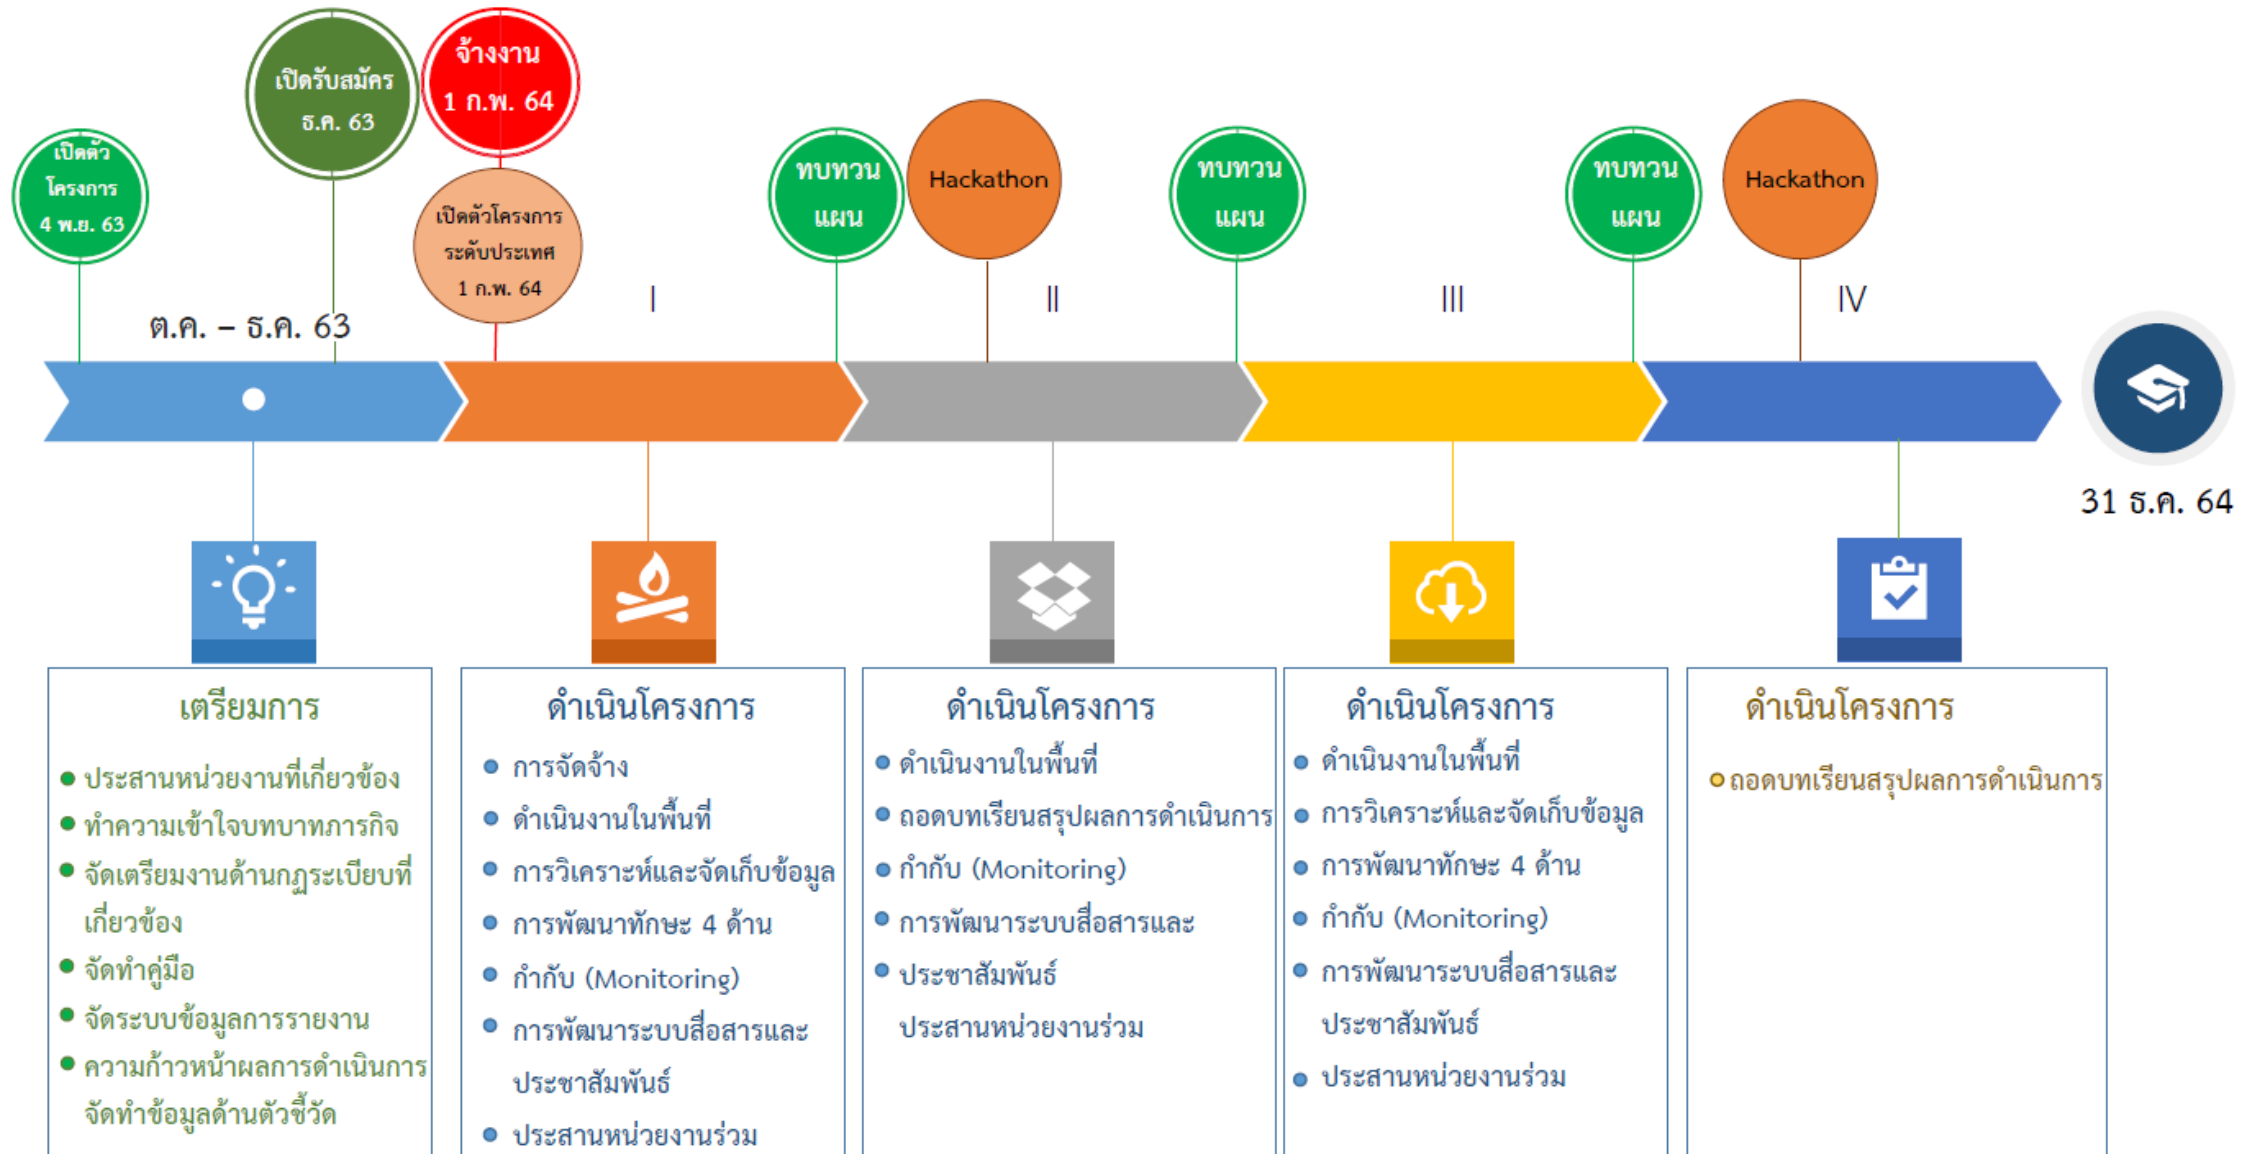 เปิดตัว
โครงการ
4 พ.ย. 63
เปิดรับสมัคร
ธ.ค. 63
จ้างงาน
1 ก.พ. 64
เปิดตัวโครงการ
ระดับประเทศ
1 ก.พ. 64
ทบทวน
แผน
Hackathon
ทบทวน
แผน
ทบทวน
แผน
Hackathon
ต.ค. – ธ.ค. 63
I
II
III
IV
31 ธ.ค. 64
เตรียมการ
ประสานหน่วยงานที่เกี่ยวข้อง
ทำความเข้าใจบทบาทภารกิจ
จัดเตรียมงานด้านกฏระเบียบที่
เกี่ยวข้อง
จัดทำคู่มือ
จัดระบบข้อมูลการรายงาน
ความก้าวหน้าผลการดำเนินการ
จัดทำข้อมูลด้านตัวชี้วัด
ดำเนินโครงการ
การจัดจ้าง
ดำเนินงานในพื้นที่
การวิเคราะห์และจัดเก็บข้อมูล
การพัฒนาทักษะ 4 ด้าน
กำกับ (Monitoring)
การพัฒนาระบบสื่อสารและ
ประชาสัมพันธ์
ประสานหน่วยงานร่วม
ดำเนินโครงการ
ดำเนินงานในพื้นที่
ถอดบทเรียนสรุปผลการดำเนินการ
กำกับ (Monitoring)
การพัฒนาระบบสื่อสารและ
ประชาสัมพันธ์
ประสานหน่วยงานร่วม
ดำเนินโครงการ
ดำเนินงานในพื้นที่
การวิเคราะห์และจัดเก็บข้อมูล
การพัฒนาทักษะ 4 ด้าน
กำกับ (Monitoring)
การพัฒนาระบบสื่อสารและ
ประชาสัมพันธ์
ประสานหน่วยงานร่วม
ดำเนินโครงการ
ถอดบทเรียนสรุปผลการดำเนินการ